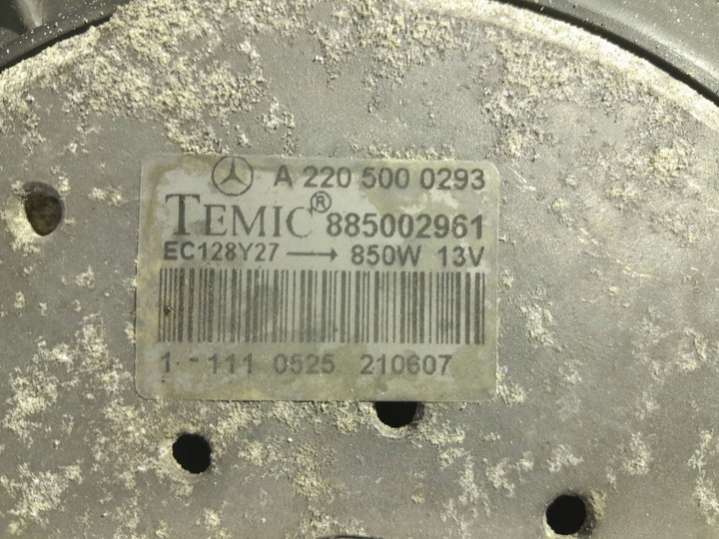 A 220 500 0293
TEMIC® 885002961
EC128Y27 → 850W 13V
1 - 111 0525 210607